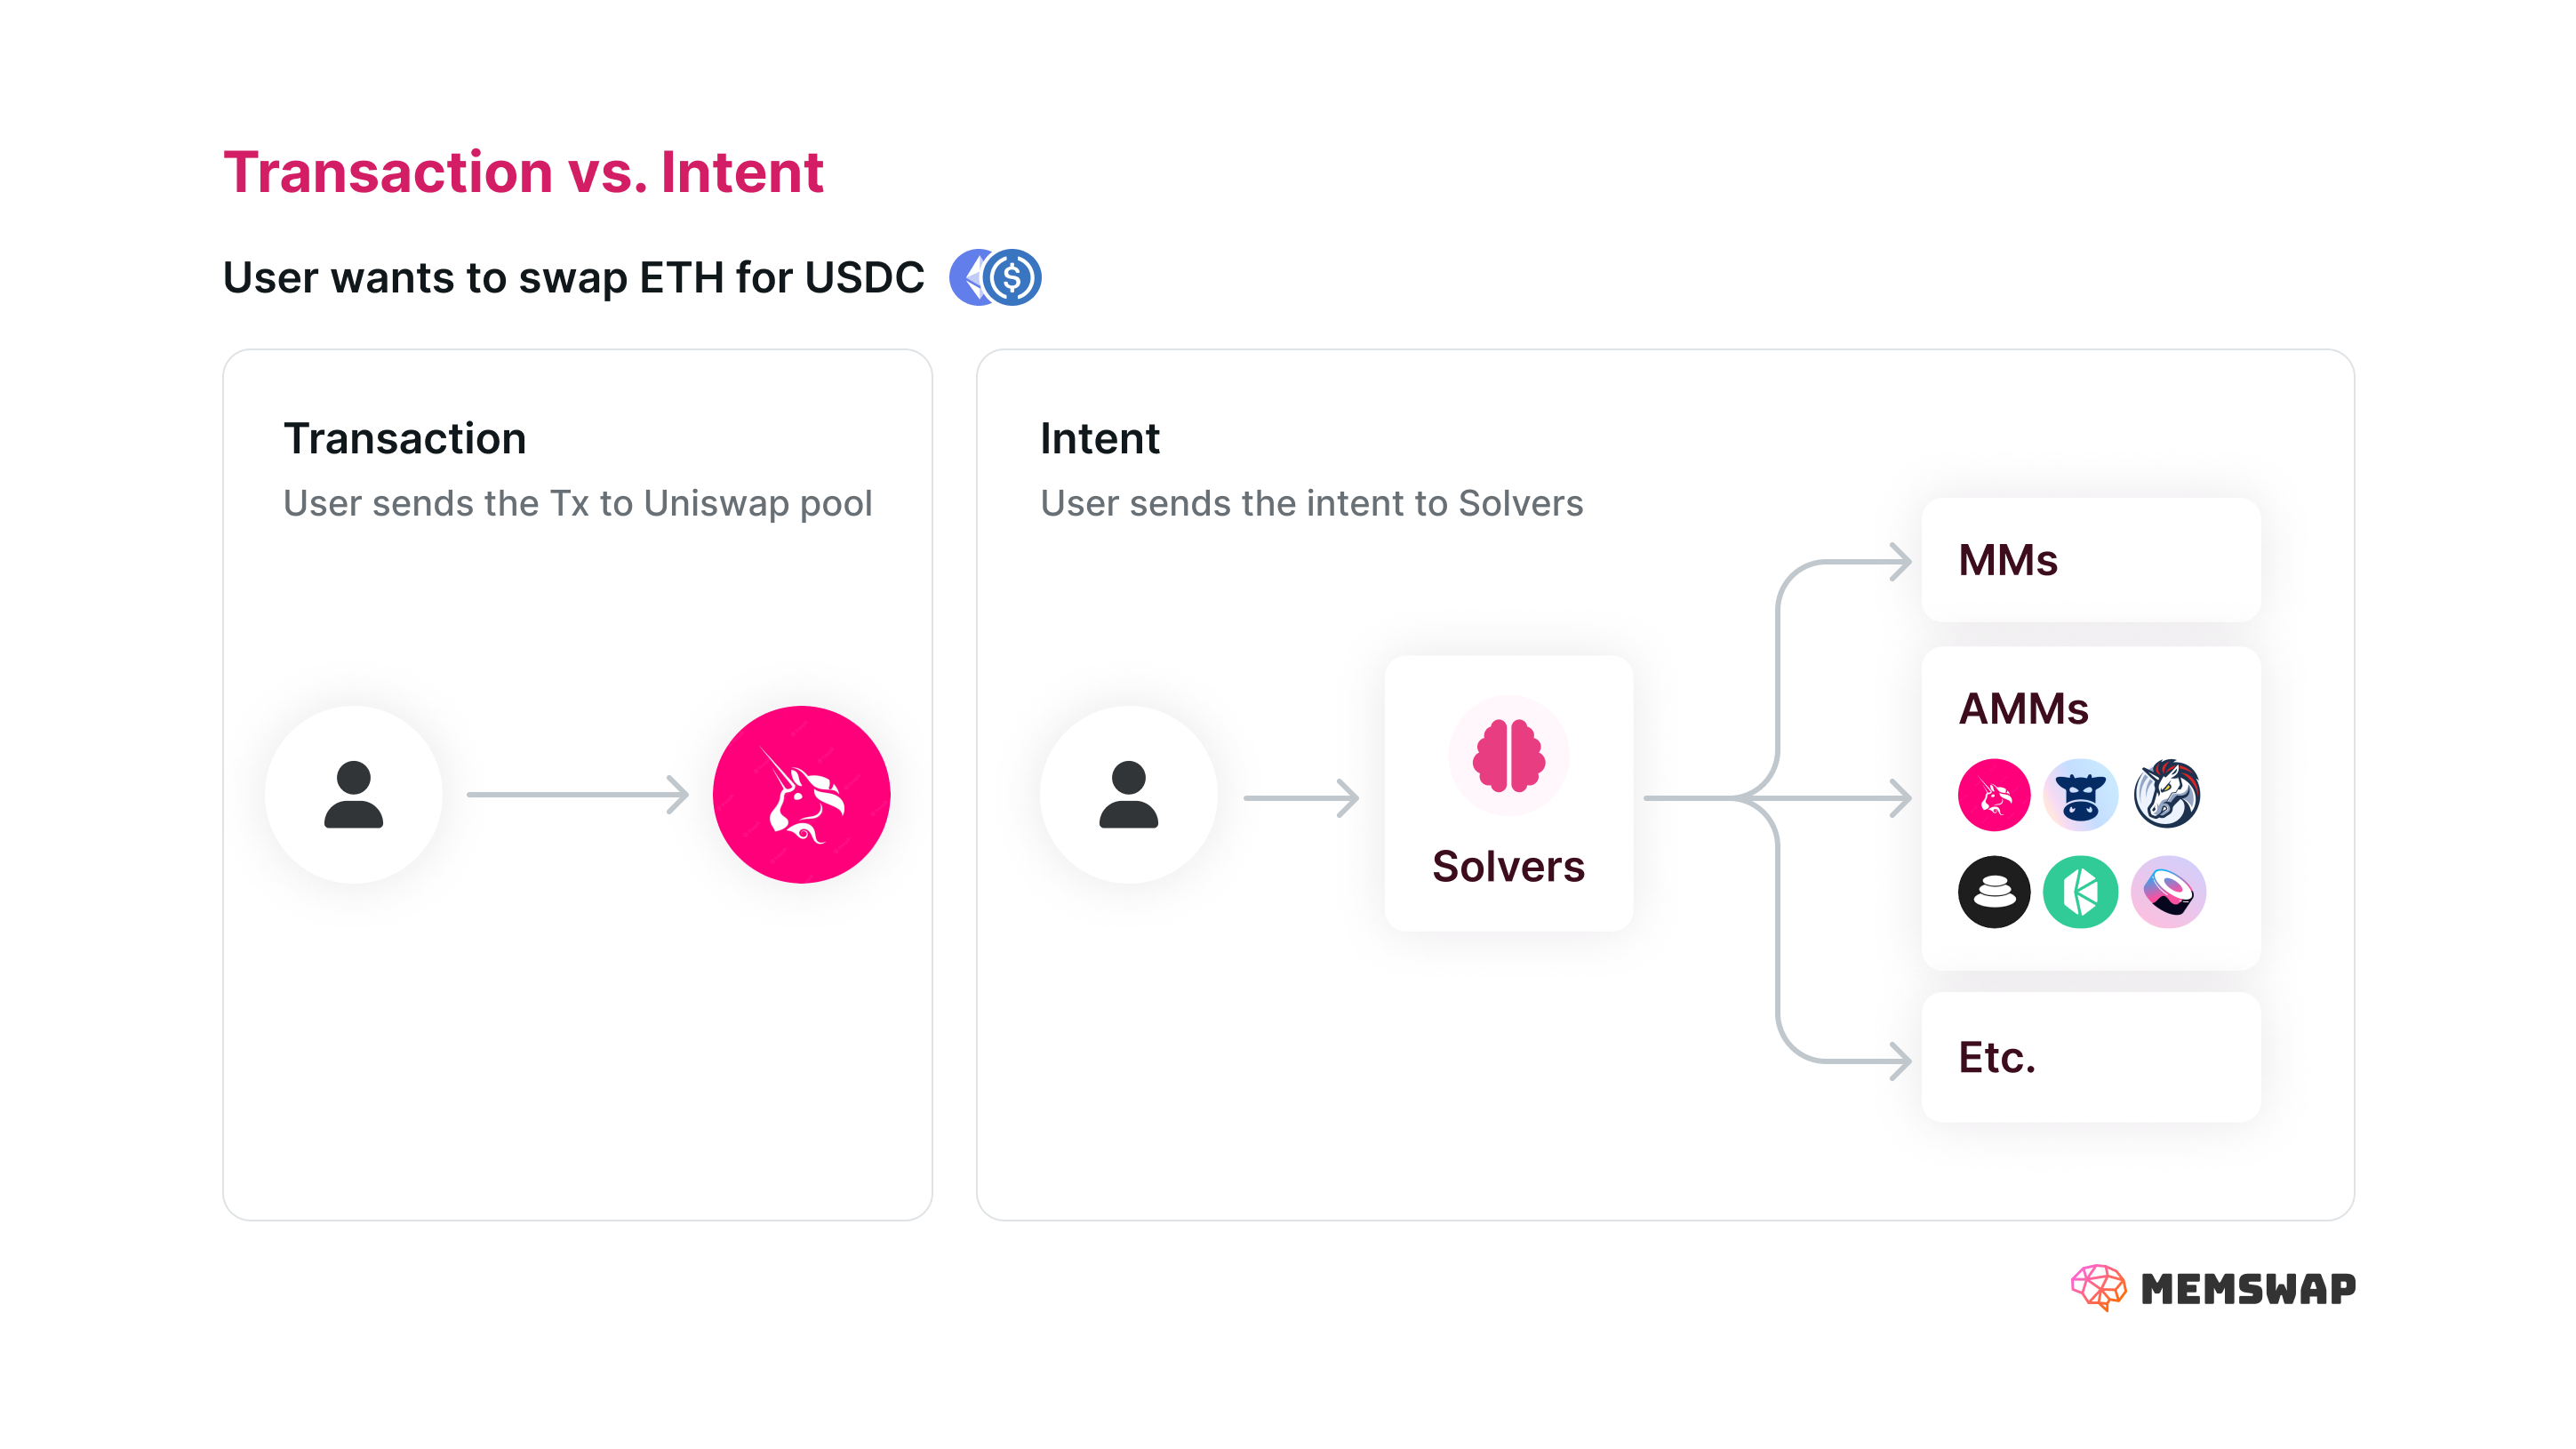 Transaction vs. Intent
User wants to swap ETH for USDC
Transaction
User sends the Tx to Uniswap pool
Intent
User sends the intent to Solvers
Solvers
MMs
AMMs
Etc.
MEMSWAP